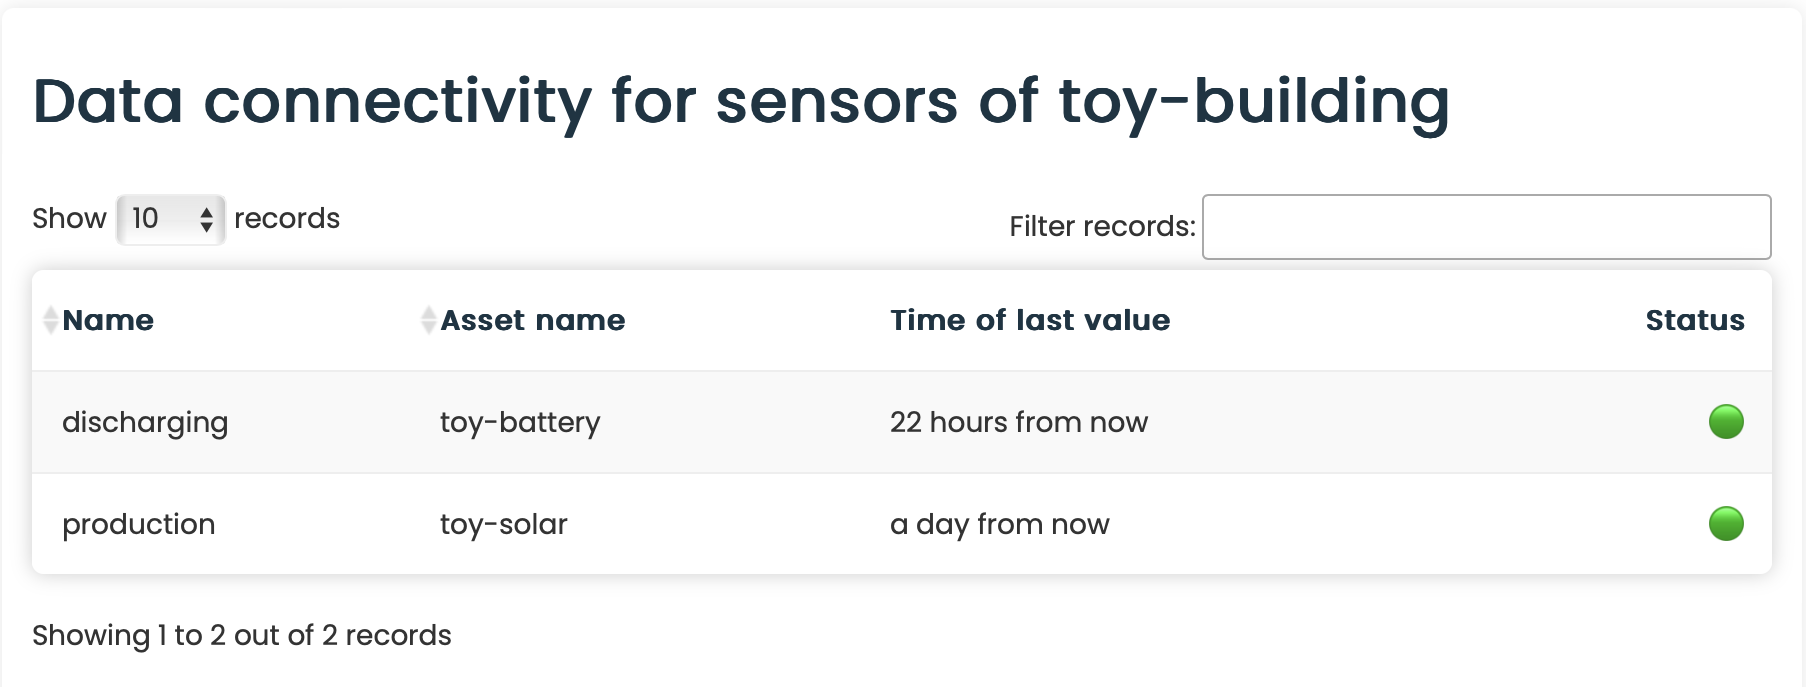 Data connectivity for sensors of toy-building
Show 10 records
Filter records:
Name Asset name Time of last value Status
discharging toy-battery 22 hours from now
production toy-solar a day from now
Showing 1 to 2 out of 2 records